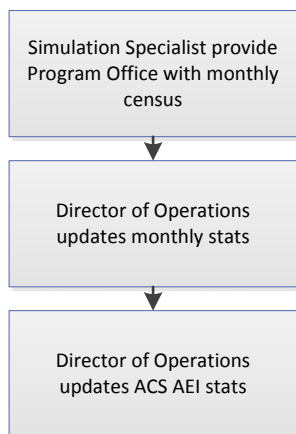 Simulation Specialist provide
Program Office with monthly
census
Director of Operations
updates monthly stats
Director of Operations
updates ACS AEI stats